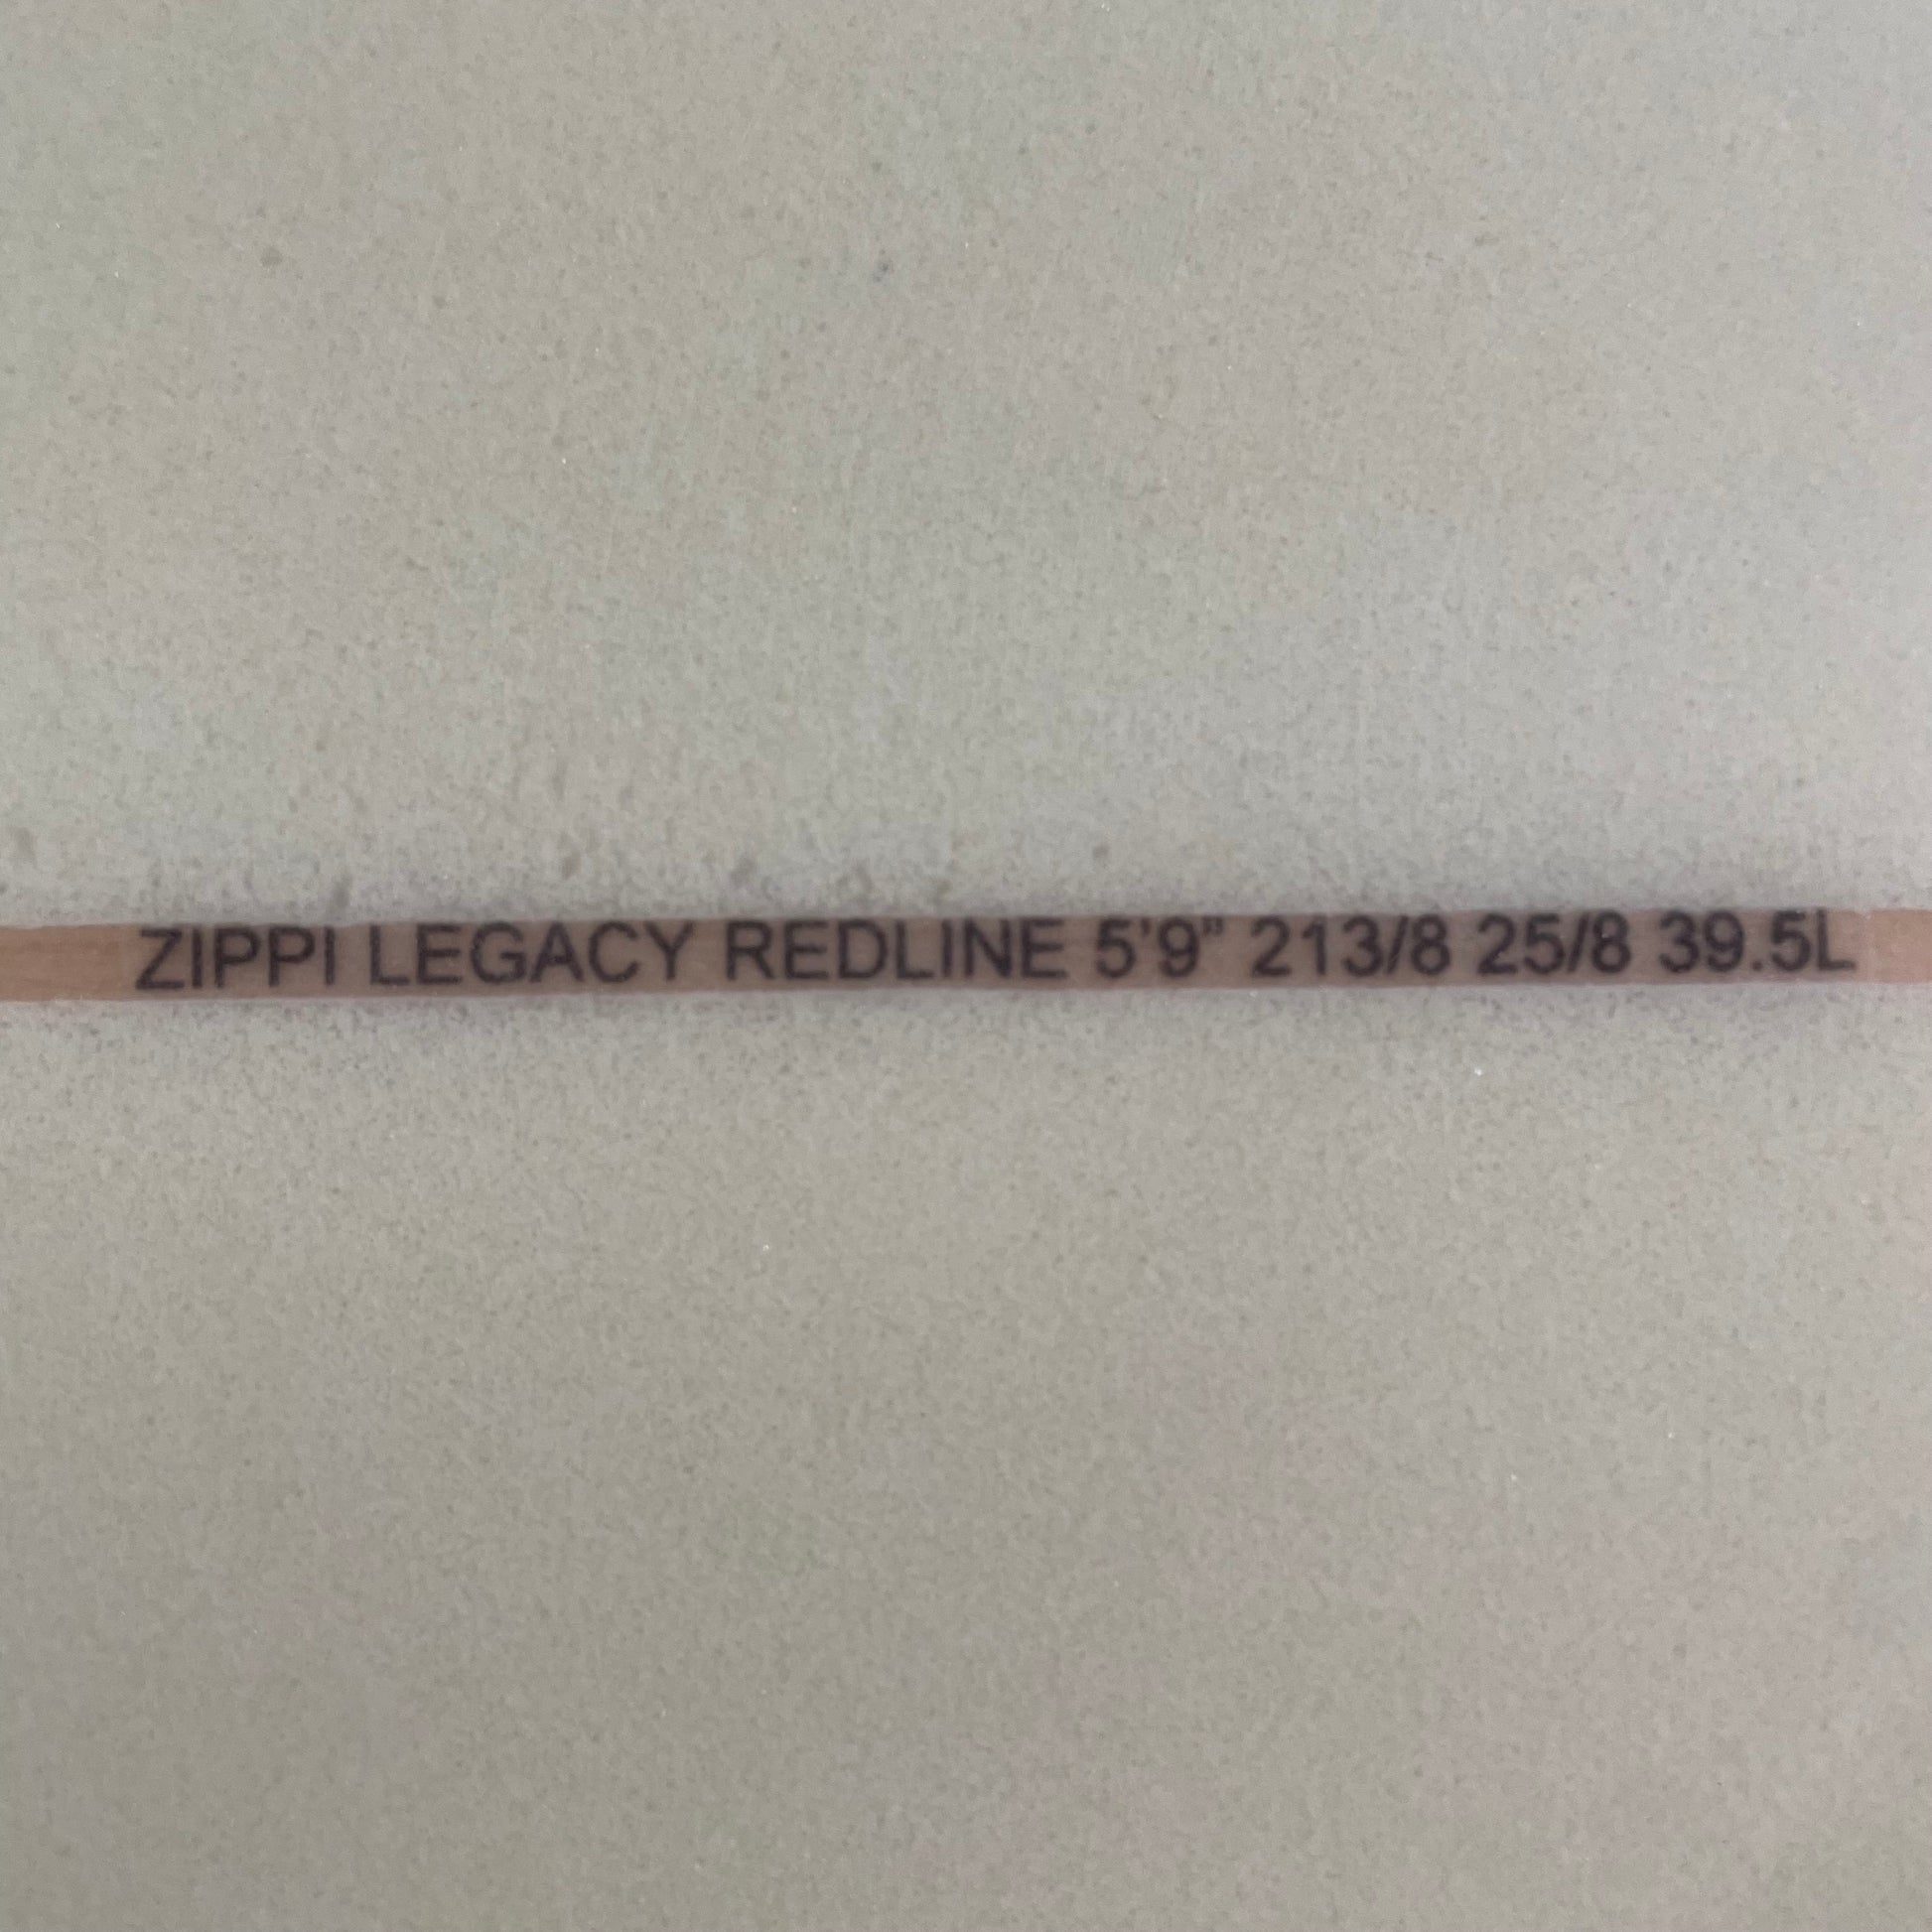 ZIPPI LEGACY REDLINE 5'9” 213/8 25/8 39.5L